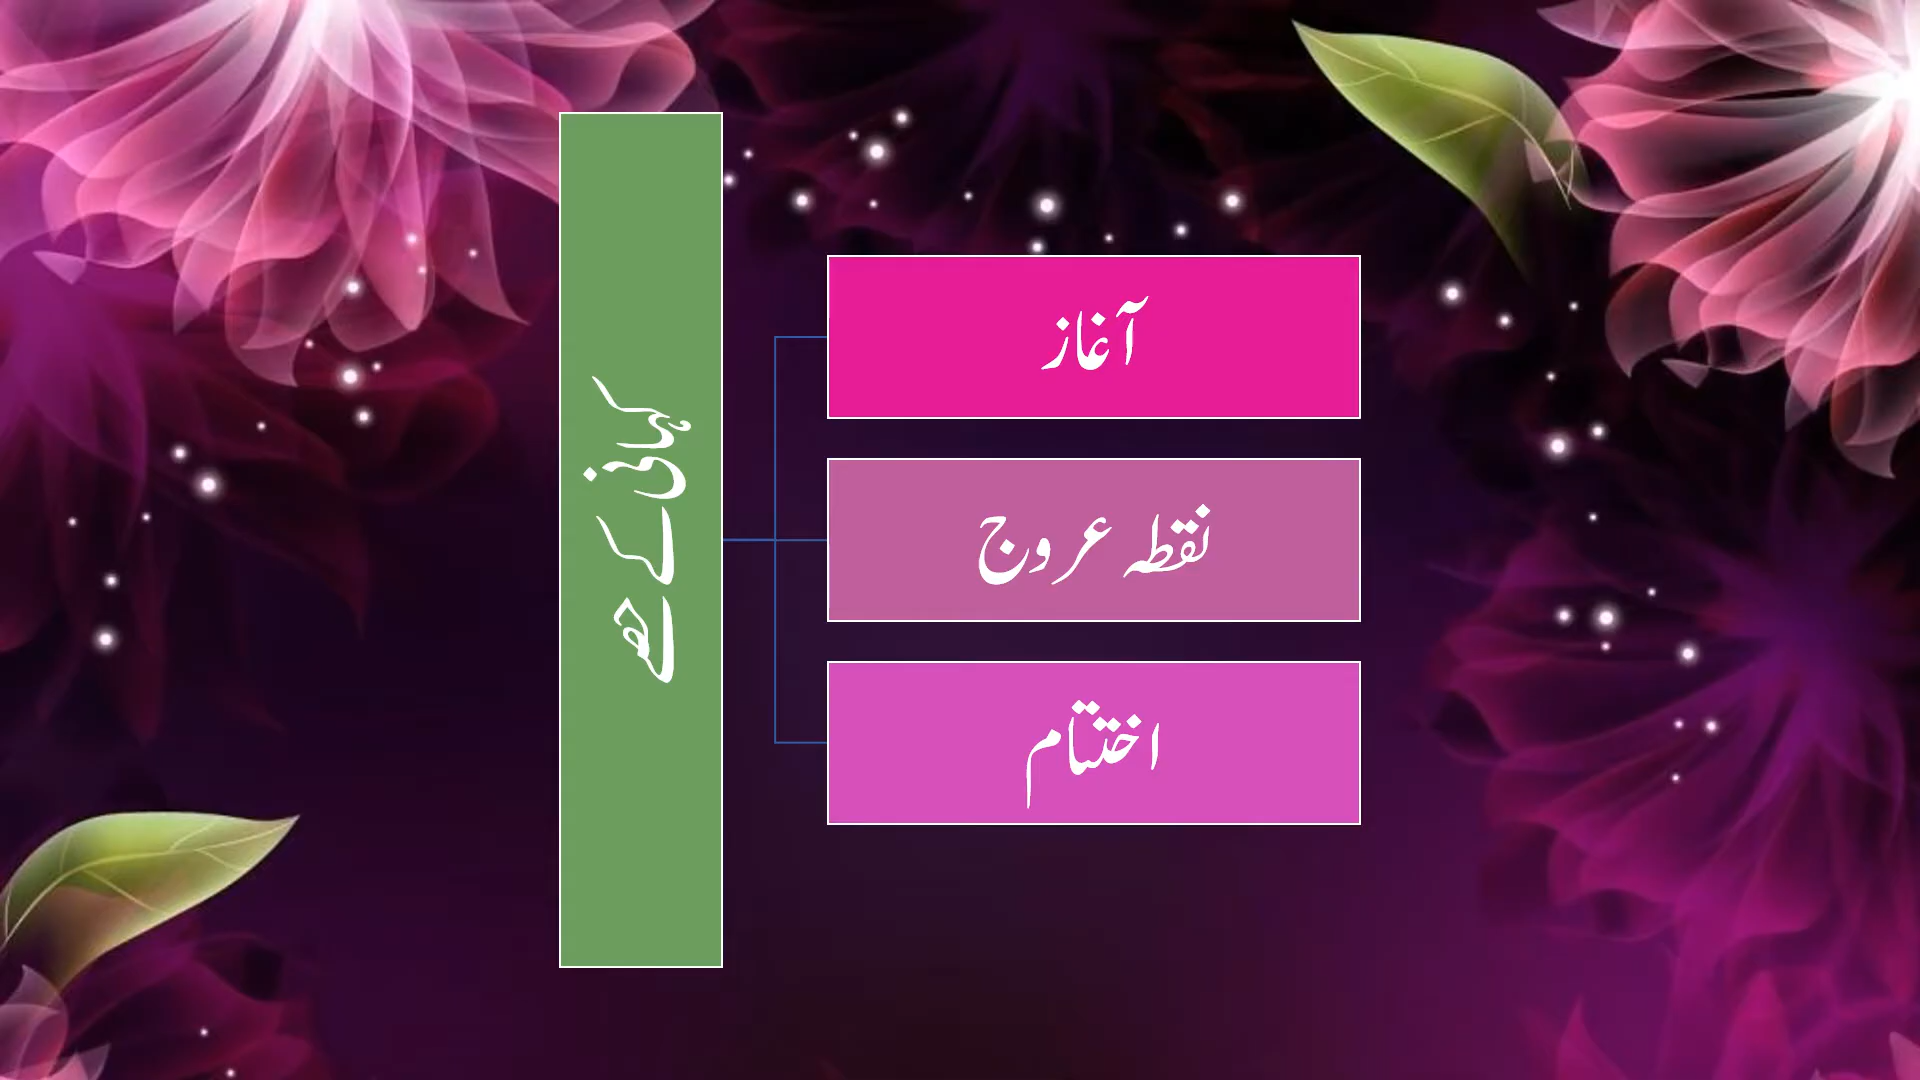 کہانی کے حصے
آغاز
نقطہ عروج
اختتام